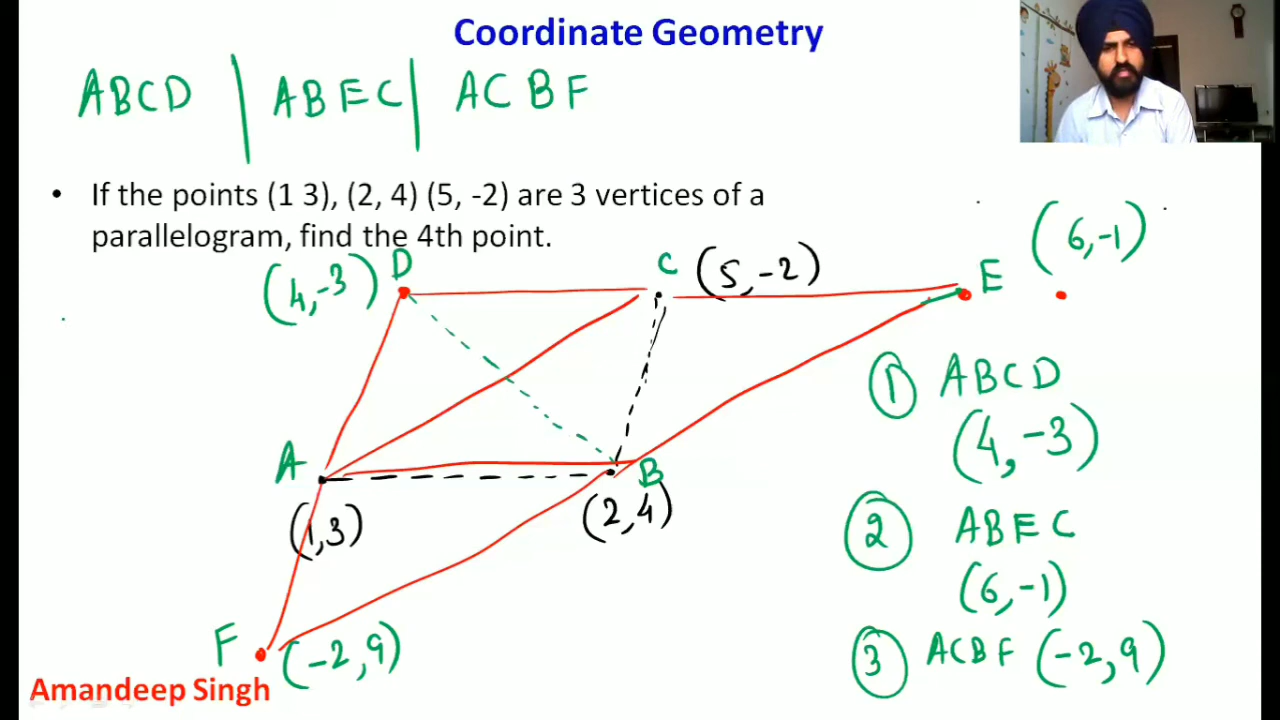 Coordinate Geometry
ABCD | ABEC | ACBF
• If the points (1 3), (2, 4) (5, -2) are 3 vertices of a
parallelogram, find the 4th point.
(6,-1)
D
(4,-3)
C (5,-2)
E
① ABCD
(4,-3)
A
B
(1,3)
(2,4)
② ABEC
(6,-1)
F (-2,9)
③ ACBF (-2,9)
Amandeep Singh